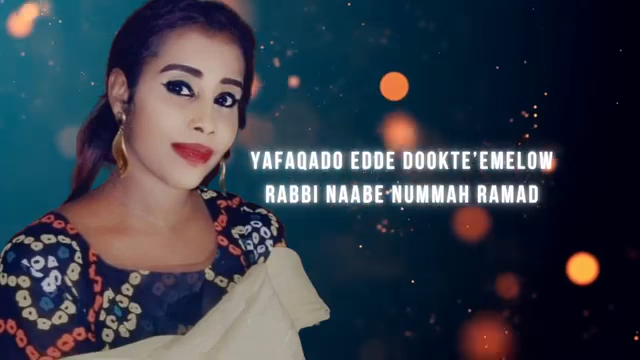 YAFAQADO EDDE DOOKTE'EMELOW
RABBI NAABE NUMMAH RAMAD